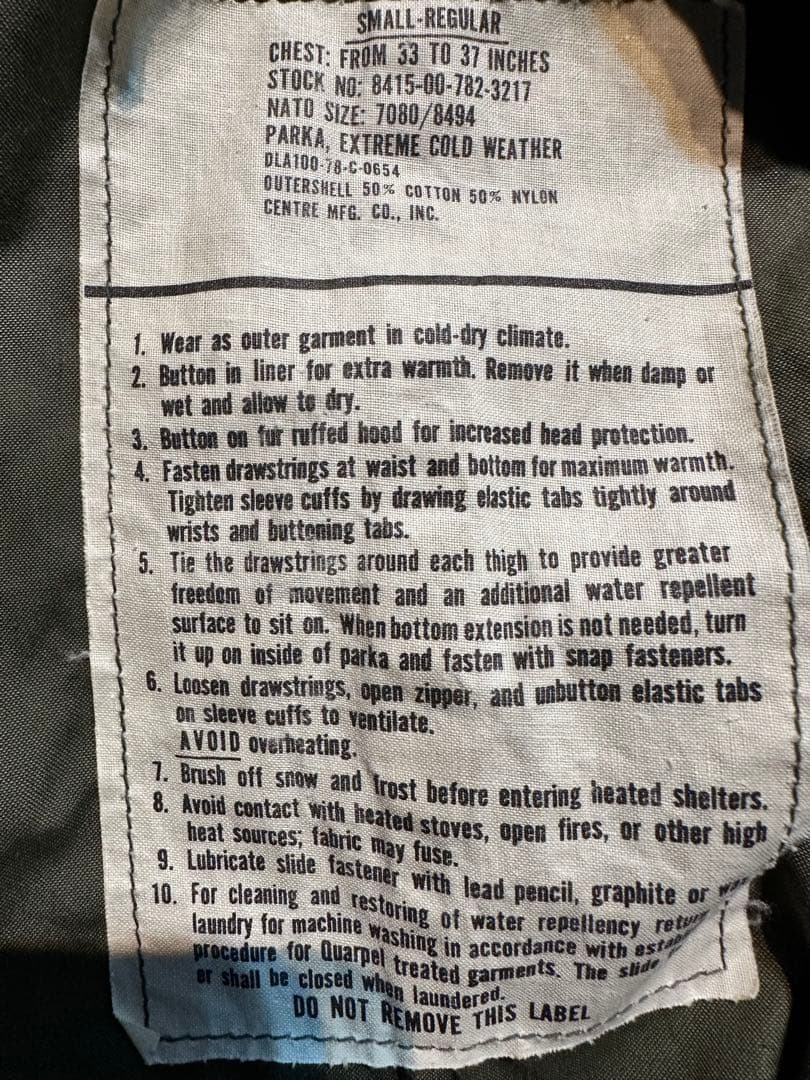 SMALL-REGULAR
CHEST: FROM 33 TO 37 INCHES
STOCK NO: 8415-00-782-3217
NATO SIZE: 7080/8494
PARKA, EXTREME COLD WEATHER
DLA100-78-C-0654
OUTERSHELL 50% COTTON 50% NYLON
CENTRE MFG. CO., INC.
1. Wear as outer garment in cold-dry climate.
2. Button in liner for extra warmth. Remove it when damp or
wet and allow to dry.
3. Button on fur ruffed hood for increased head protection.
4. Fasten drawstrings at waist and bottom for maximum warmth.
Tighten sleeve cuffs by drawing elastic tabs tightly around
wrists and buttoning tabs.
5. Tie the drawstrings around each thigh to provide greater
freedom of movement and an additional water repellent
surface to sit on. When bottom extension is not needed, turn
it up on inside of parka and fasten with snap fasteners.
6. Loosen drawstrings, open zipper, and unbutton elastic tabs
on sleeve cuffs to ventilate.
AVOID overheating.
7. Brush off snow and frost before entering heated shelters.
8. Avoid contact with heated stoves, open fires, or other high
heat sources; fabric may fuse.
9. Lubricate slide fastener with lead pencil, graphite or
10. For cleaning and restoring of water repellency
laundry for machine washing in accordance with
procedure for Quarpel treated garments. The slide
er shall be closed when laundered.
DO NOT REMOVE THIS LABEL